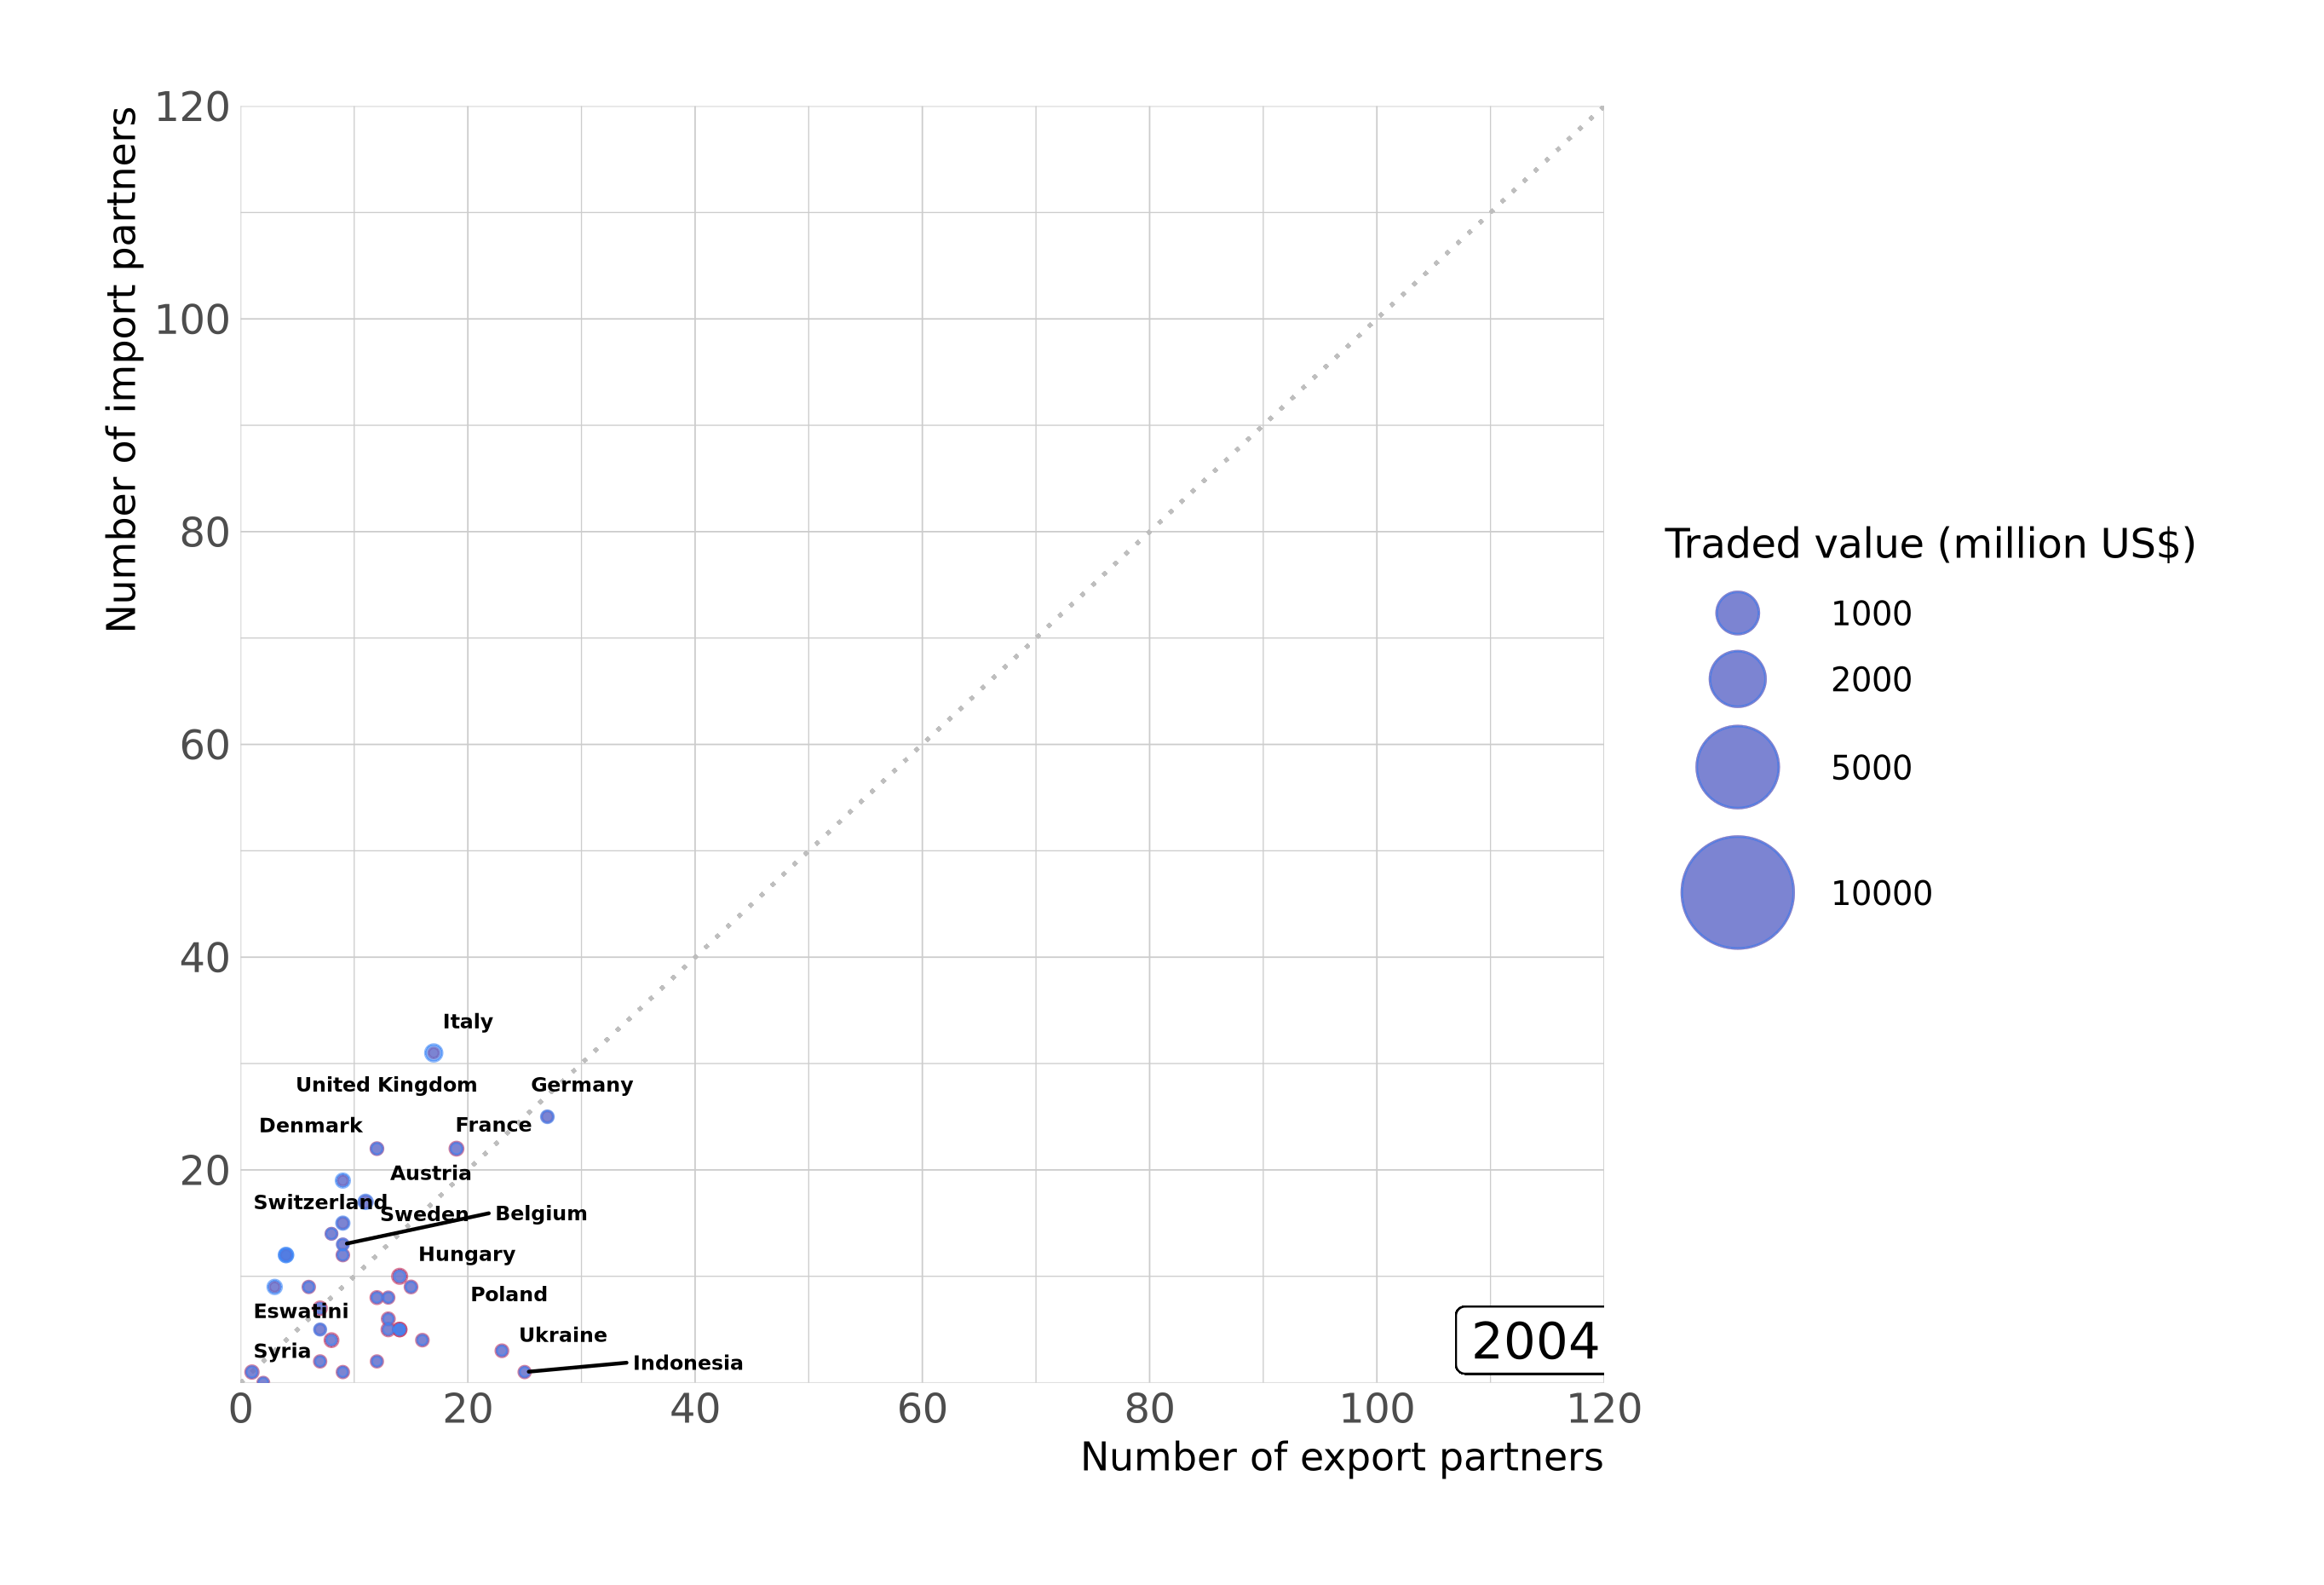 Number of import partners
120
100
80
60
40
20
Italy
United Kingdom
Germany
Denmark
France
Austria
Switzerland
Sweden
Belgium
Hungary
Poland
Eswatini
Ukraine
Syria
Indonesia
2004
0
20
40
60
80
100
120
Number of export partners
Traded value (million US$)
1000
2000
5000
10000